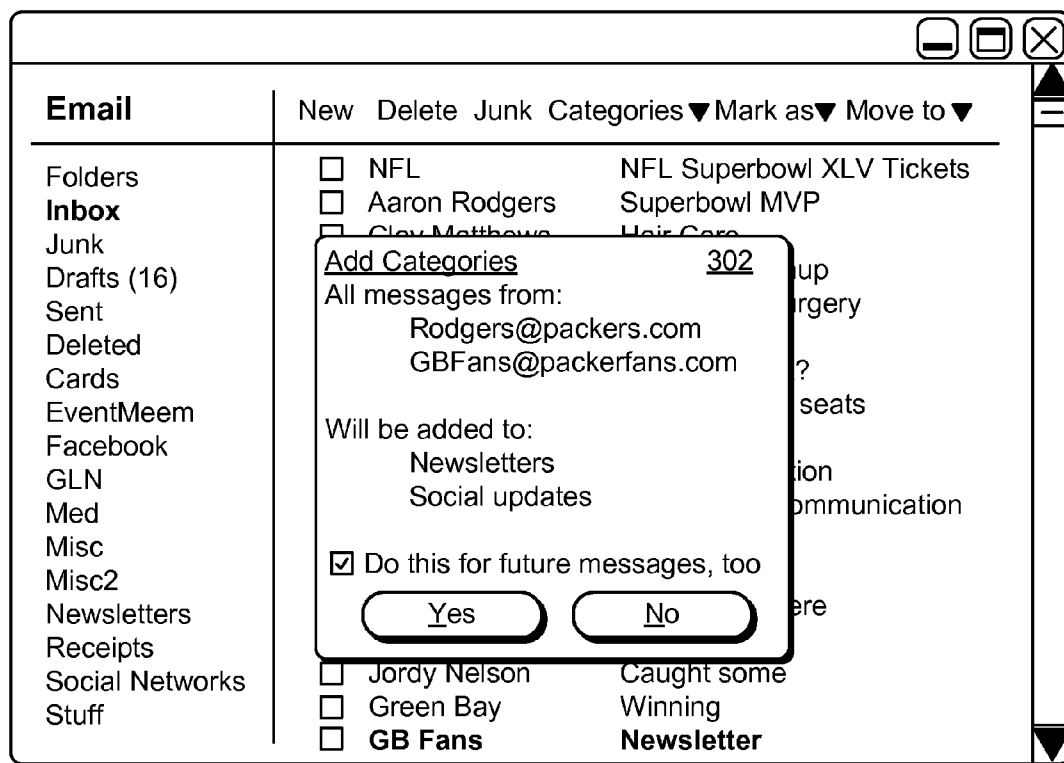 Email
New Delete Junk Categories ▼ Mark as ▼ Move to ▼
Folders
Inbox
Junk
Drafts (16)
Sent
Deleted
Cards
EventMeem
Facebook
GLN
Med
Misc
Misc2
Newsletters
Receipts
Social Networks
Stuff
NFL NFL Superbowl XLV Tickets
Aaron Rodgers Superbowl MVP
Clay Matthews Hair Care
Add Categories 302
All messages from:
Rodgers@packers.com
GBFans@packerfans.com
Will be added to:
Newsletters
Social updates
Do this for future messages, too
Yes No
?
seats
Jordy Nelson Caught some
Green Bay Winning
GB Fans Newsletter